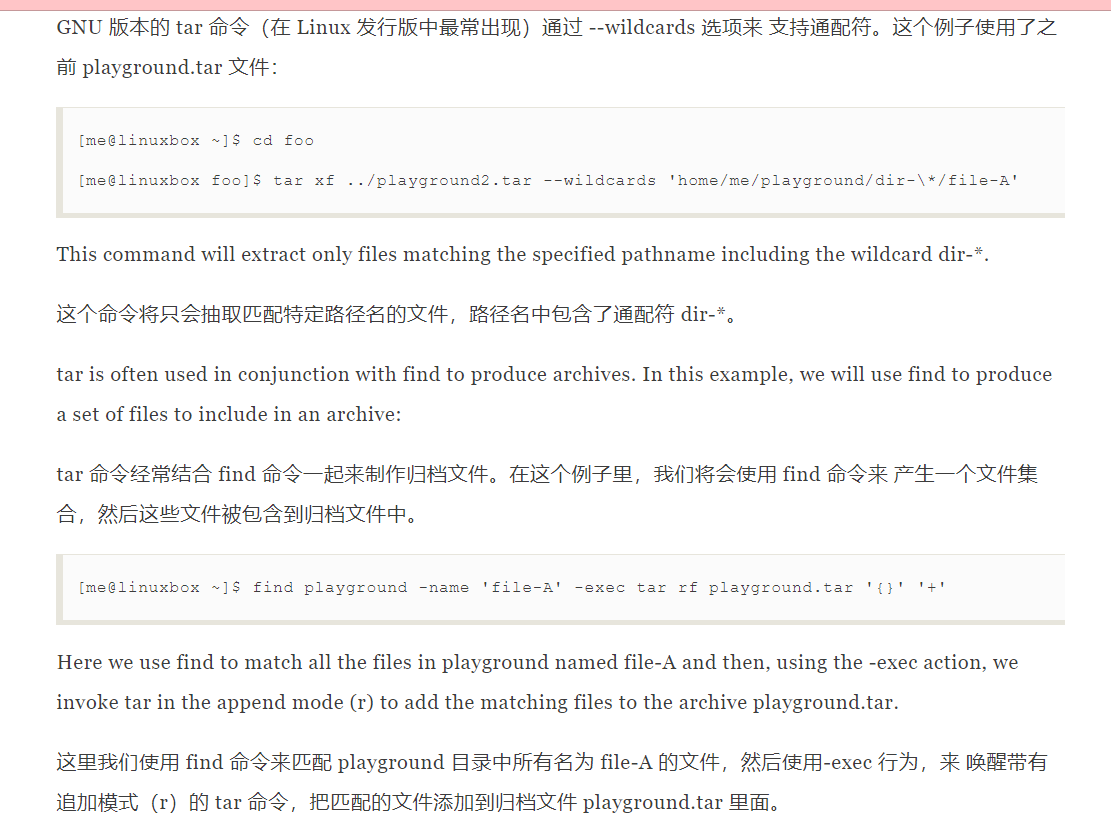 GNU 版本的 tar 命令（在 Linux 发行版中最常出现）通过 --wildcards 选项来 支持通配符。这个例子使用了之
前 playground.tar 文件：
[me@linuxbox ~]$ cd foo
[me@linuxbox foo]$ tar xf ../playground2.tar --wildcards 'home/me/playground/dir-\*/file-A'
This command will extract only files matching the specified pathname including the wildcard dir-*.
这个命令将只会抽取匹配特定路径名的文件，路径名中包含了通配符 dir-*。
tar is often used in conjunction with find to produce archives. In this example, we will use find to produce
a set of files to include in an archive:
tar 命令经常结合 find 命令一起来制作归档文件。在这个例子里，我们将会使用 find 命令来 产生一个文件集
合，然后这些文件被包含到归档文件中。
[me@linuxbox ~]$ find playground -name 'file-A' -exec tar rf playground.tar '{}' '+'
Here we use find to match all the files in playground named file-A and then, using the -exec action, we
invoke tar in the append mode (r) to add the matching files to the archive playground.tar.
这里我们使用 find 命令来匹配 playground 目录中所有名为 file-A 的文件，然后使用-exec 行为，来 唤醒带有
追加模式（r）的 tar 命令，把匹配的文件添加到归档文件 playground.tar 里面。